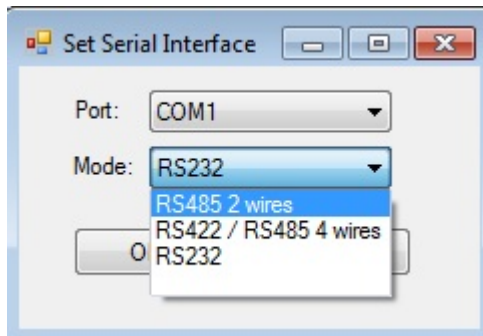 Set Serial Interface
Port: COM1
Mode: RS232
RS485 2 wires
RS422 / RS485 4 wires
RS232